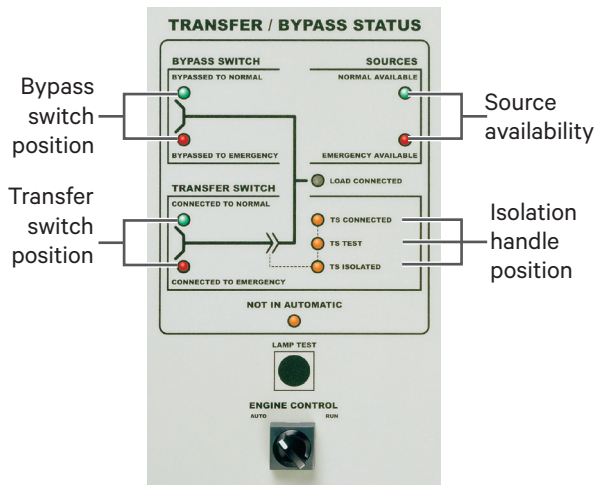 TRANSFER / BYPASS STATUS
BYPASS SWITCH
SOURCES
BYPASSED TO NORMAL
NORMAL AVAILABLE
Bypass
switch
position
Source
availability
BYPASSED TO EMERGENCY
EMERGENCY AVAILABLE
LOAD CONNECTED
TRANSFER SWITCH
CONNECTED TO NORMAL
Transfer
switch
position
TS CONNECTED
TS TEST
TS ISOLATED
Isolation
handle
position
CONNECTED TO EMERGENCY
NOT IN AUTOMATIC
LAMP TEST
ENGINE CONTROL
AUTO
RUN